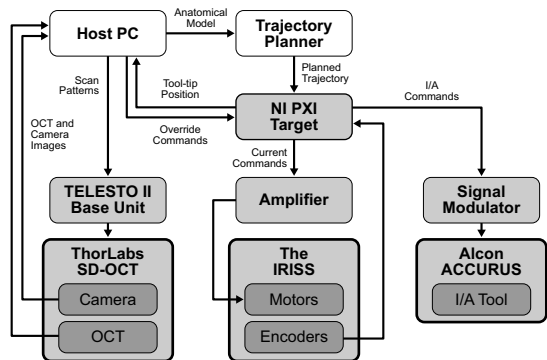 Host PC
Anatomical
Model
Trajectory
Planner
Scan
Patterns
Tool-tip
Position
Planned
Trajectory
I/A
Commands
OCT and
Camera
Images
Override
Commands
NI PXI
Target
Current
Commands
TELESTO II
Base Unit
Amplifier
Signal
Modulator
ThorLabs
SD-OCT
Camera
OCT
The
IRISS
Motors
Encoders
Alcon
ACCURUS
I/A Tool